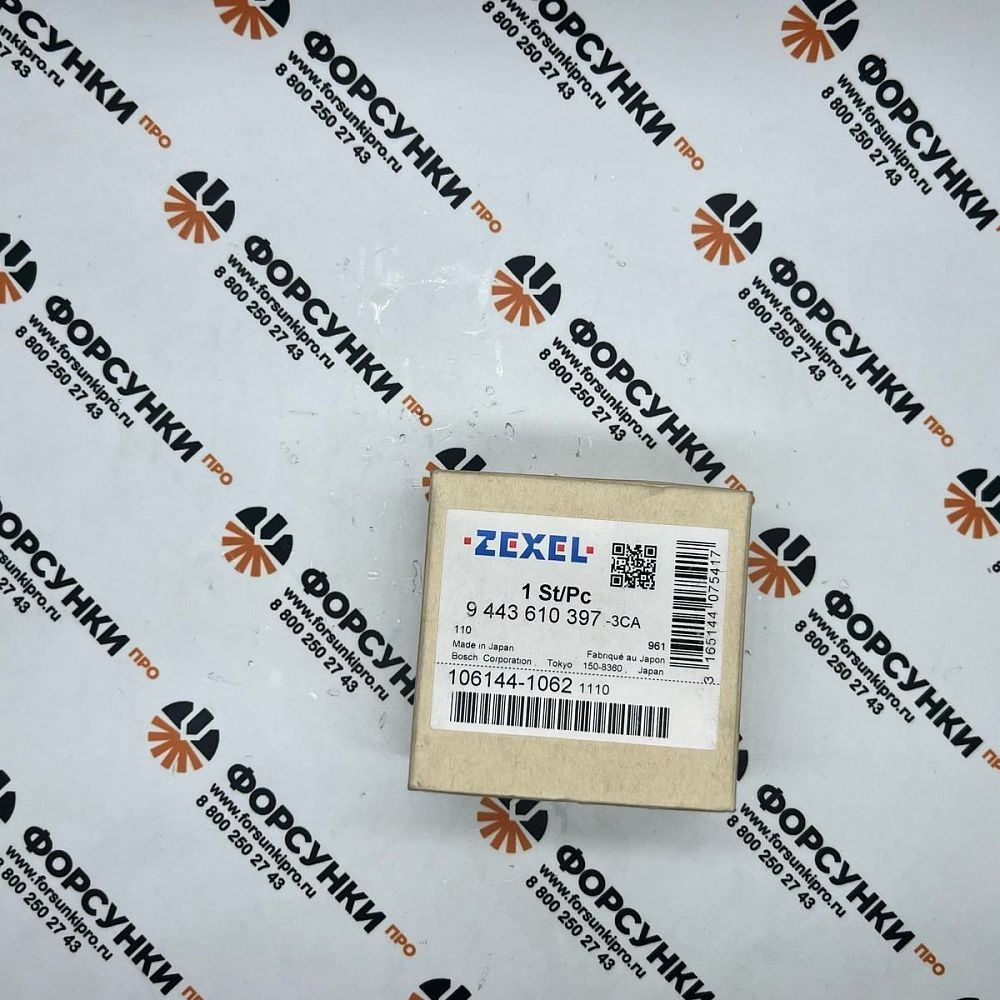 ФОРСУНКИ ПРО
www.forsunkipro.ru
8 800 250 27 43
ZEXEL
1 St/Pc
9 443 610 397 -3CA
110
961
Made in Japan
Fabriqué au Japon
Bosch Corporation Tokyo 150-8360 Japan
106144-1062 1110
3 165144 075417